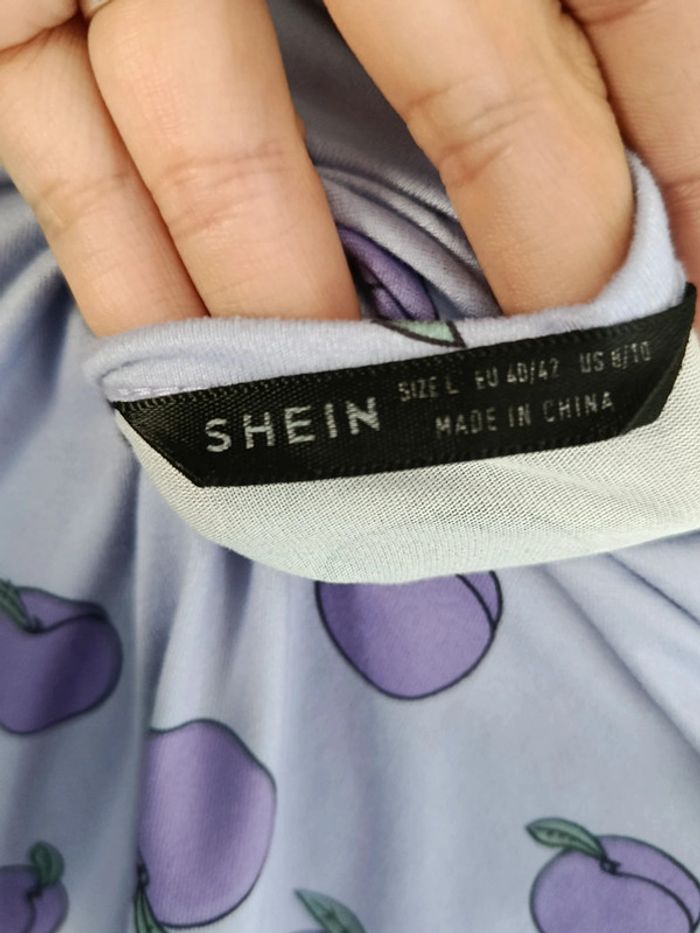 SHEIN
SIZE L EU 40/42 US 8/10
MADE IN CHINA